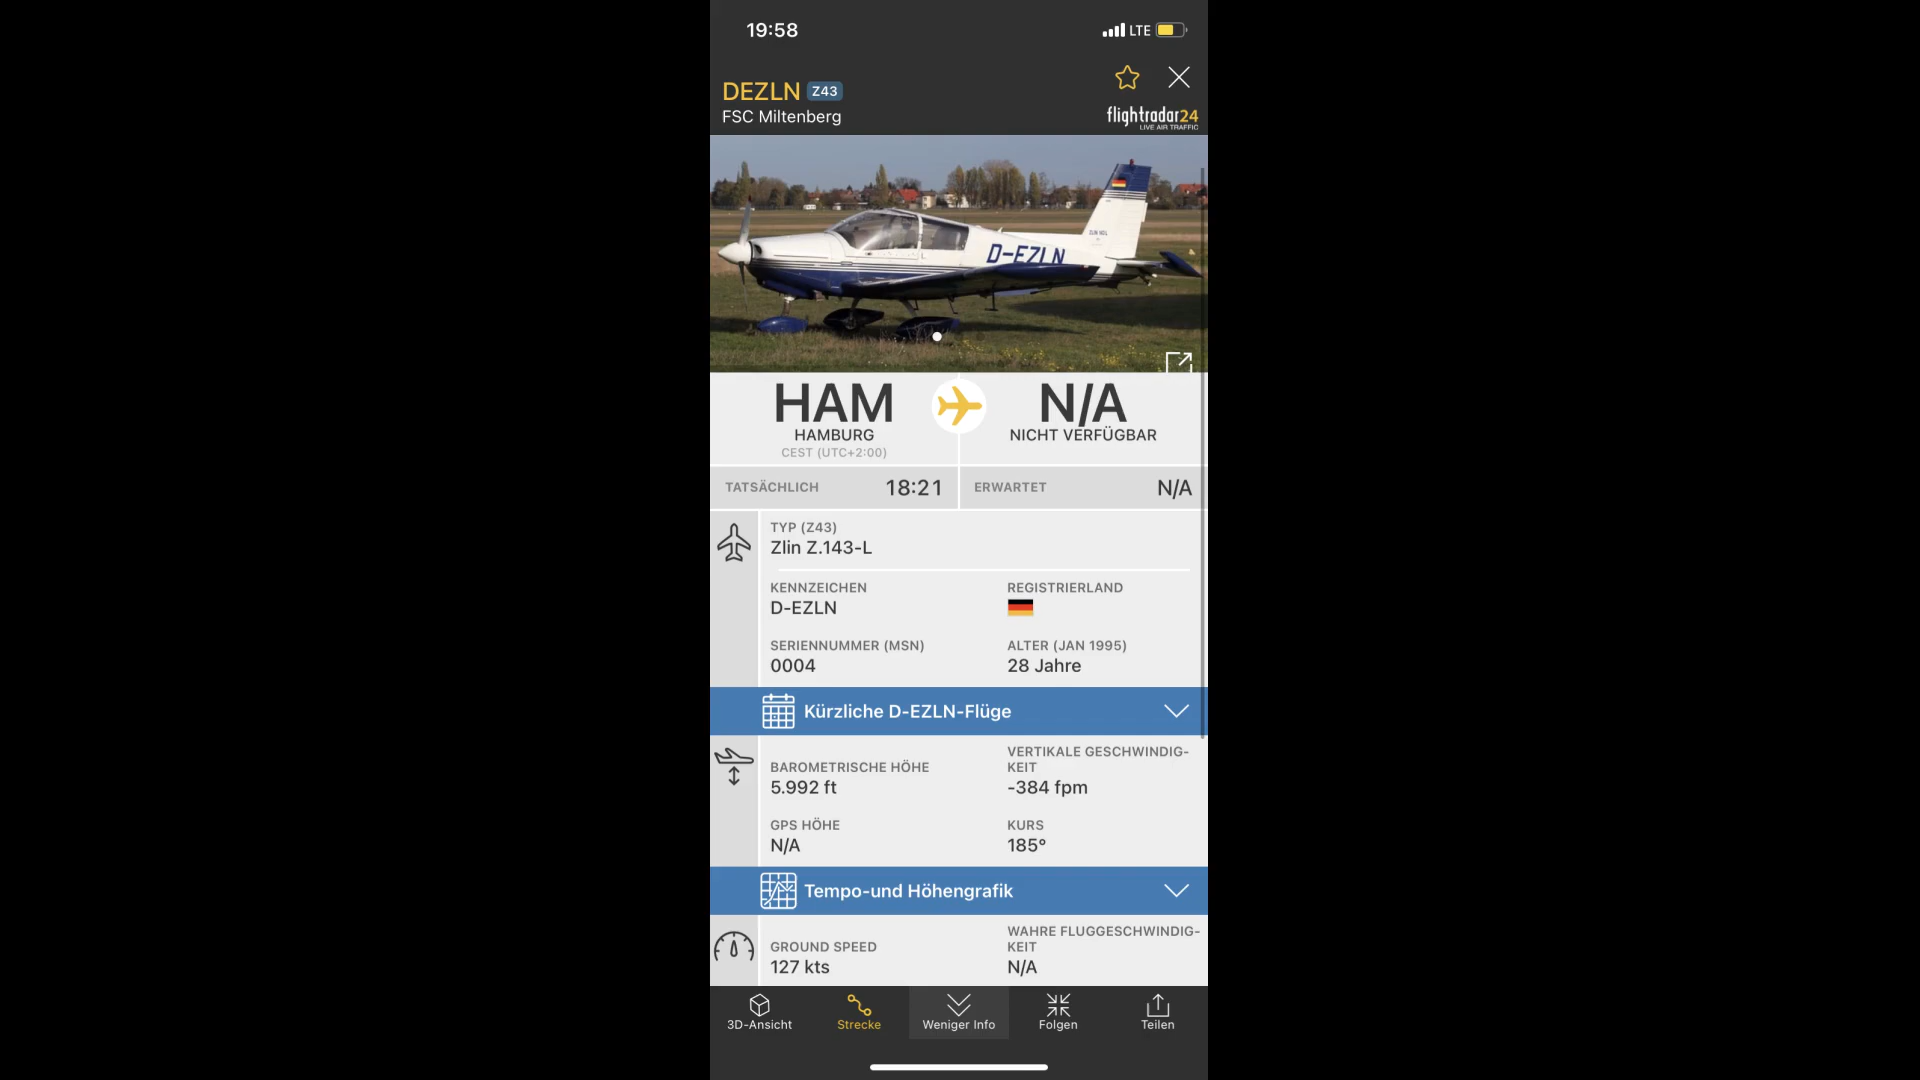 19:58
LTE
DEZLN Z43
FSC Miltenberg
flightradar24
LIVE AIR TRAFFIC
D-EZLN
HAM
HAMBURG
CEST (UTC+2:00)
N/A
NICHT VERFÜGBAR
TATSÄCHLICH 18:21
ERWARTET N/A
TYP (Z43)
Zlin Z.143-L
KENNZEICHEN
D-EZLN
REGISTRIERLAND
SERIENNUMMER (MSN)
0004
ALTER (JAN 1995)
28 Jahre
Kürzliche D-EZLN-Flüge
BAROMETRISCHE HÖHE
5.992 ft
VERTIKALE GESCHWINDIG-
KEIT
-384 fpm
GPS HÖHE
N/A
KURS
185°
Tempo-und Höhengrafik
GROUND SPEED
127 kts
WAHRE FLUGGESCHWINDIG-
KEIT
N/A
3D-Ansicht
Strecke
Weniger Info
Folgen
Teilen